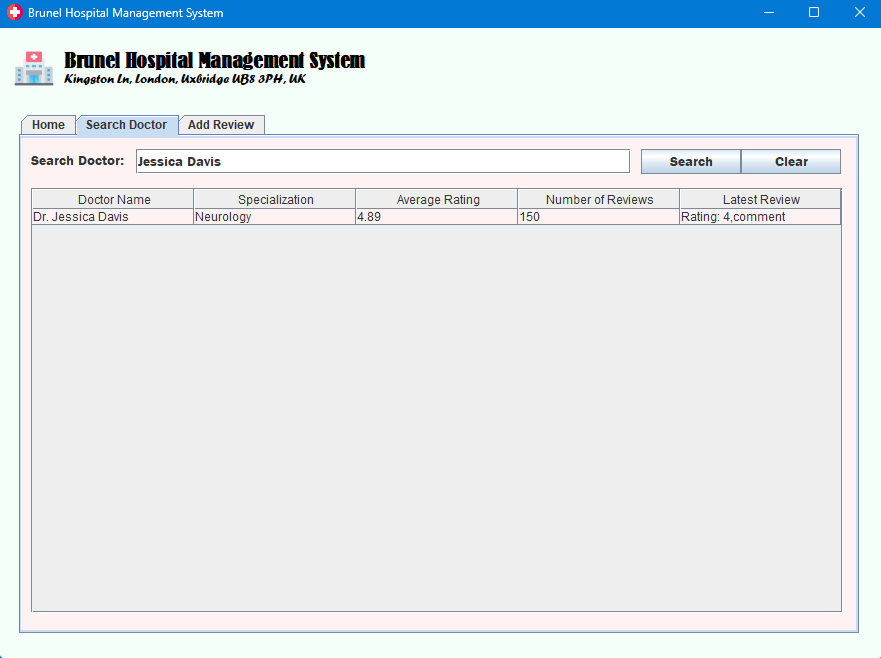 Brunel Hospital Management System
Brunel Hospital Management System
Kingston Ln, London, Uxbridge UB8 3PH, UK
Home Search Doctor Add Review
Search Doctor: Jessica Davis Search Clear
Doctor Name Specialization Average Rating Number of Reviews Latest Review
Dr. Jessica Davis Neurology 4.89 150 Rating: 4,comment